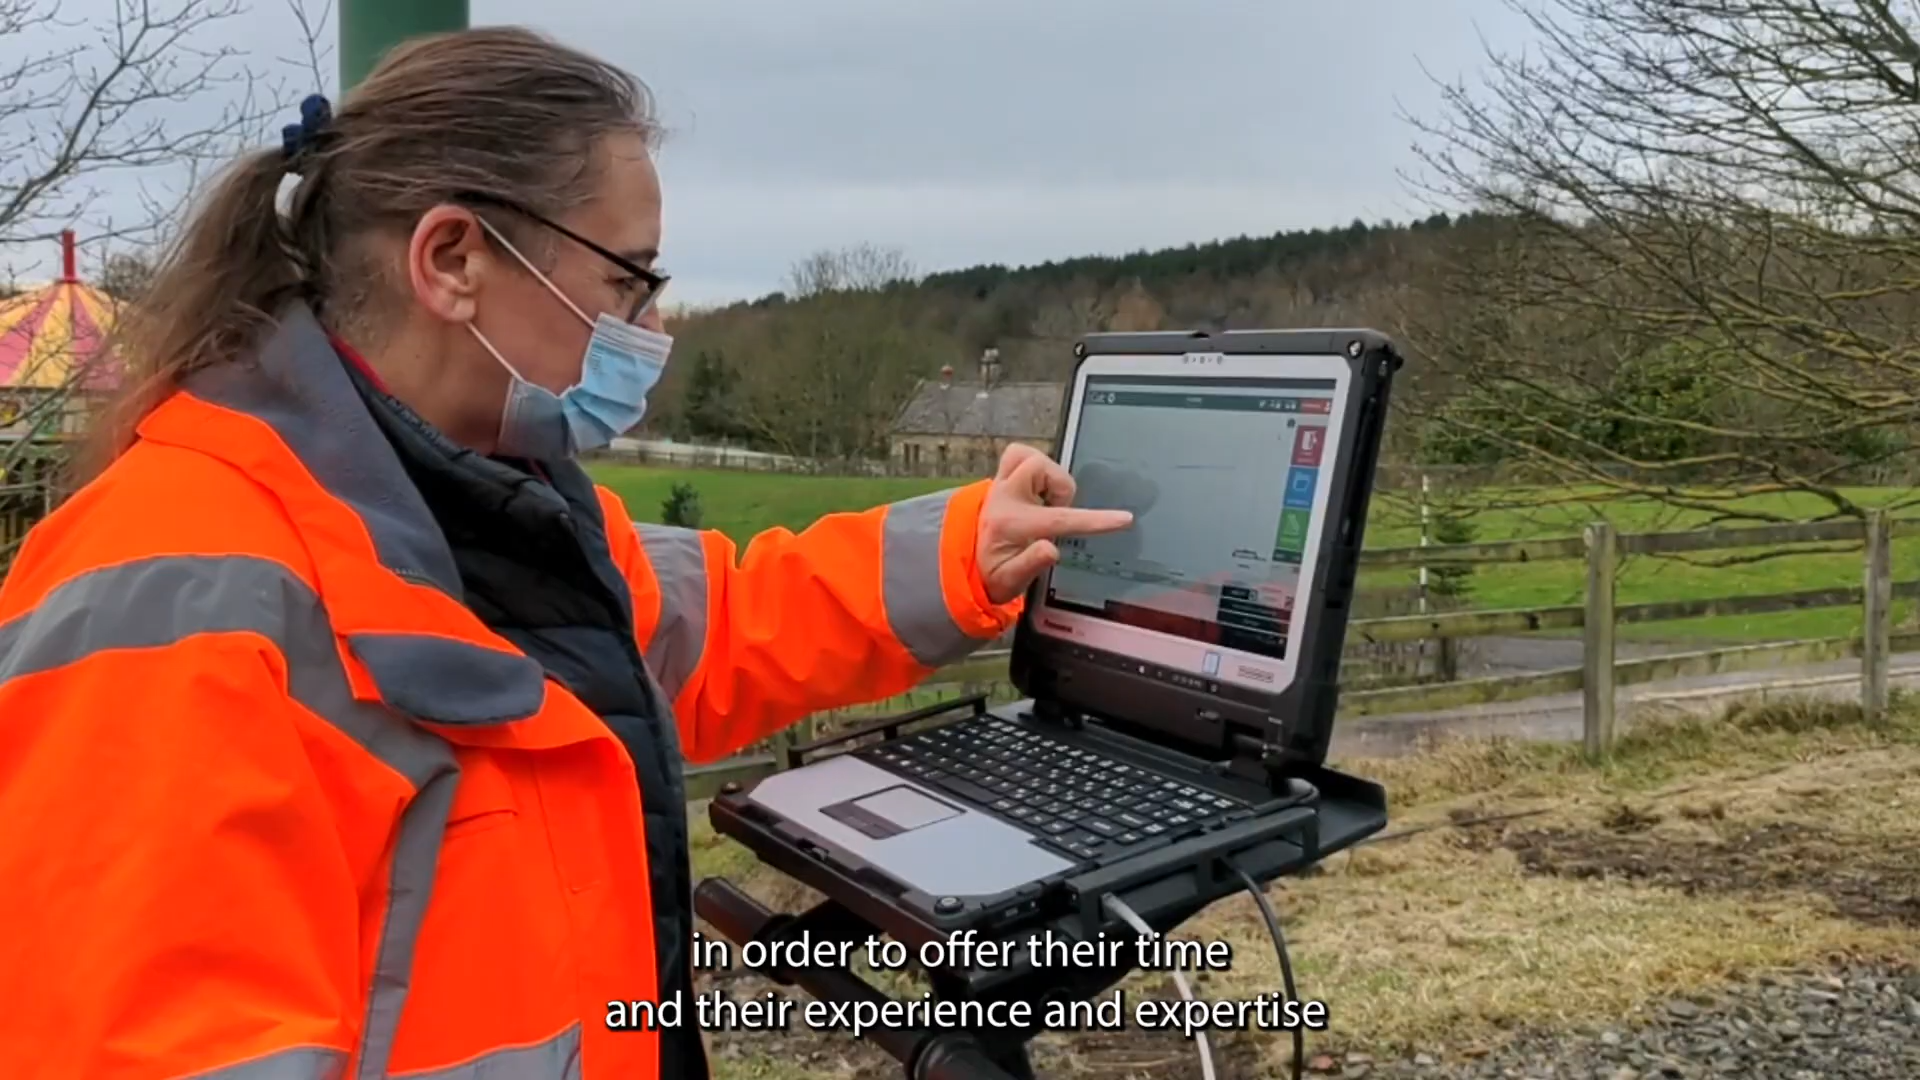 in order to offer their time
and their experience and expertise